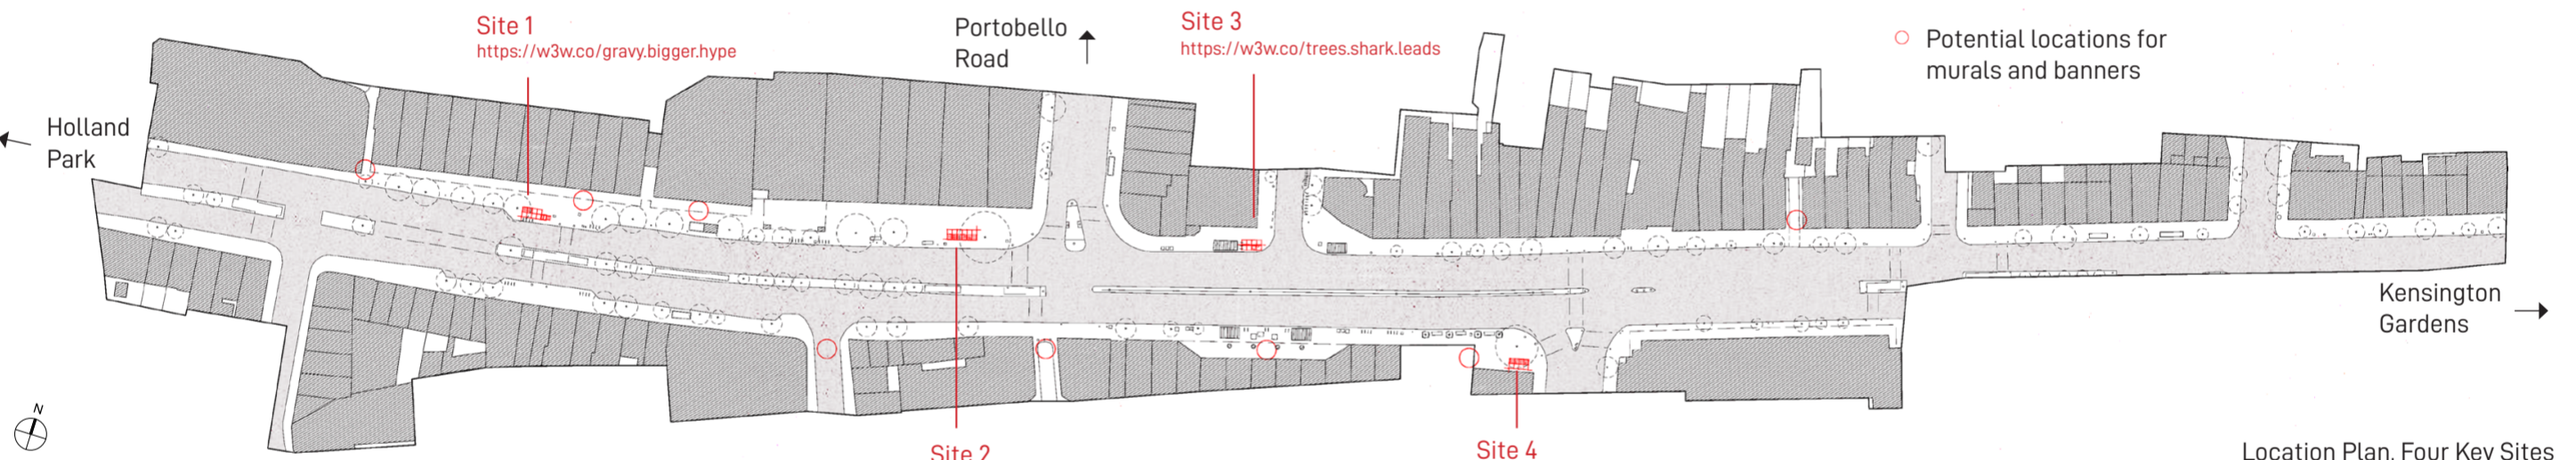 Site 1
https://w3w.co/gravy.bigger.hype
Portobello
Road
Site 3
https://w3w.co/trees.shark.leads
Potential locations for
murals and banners
Holland
Park
Kensington
Gardens
N
Site 2
Site 4
Location Plan, Four Key Sites